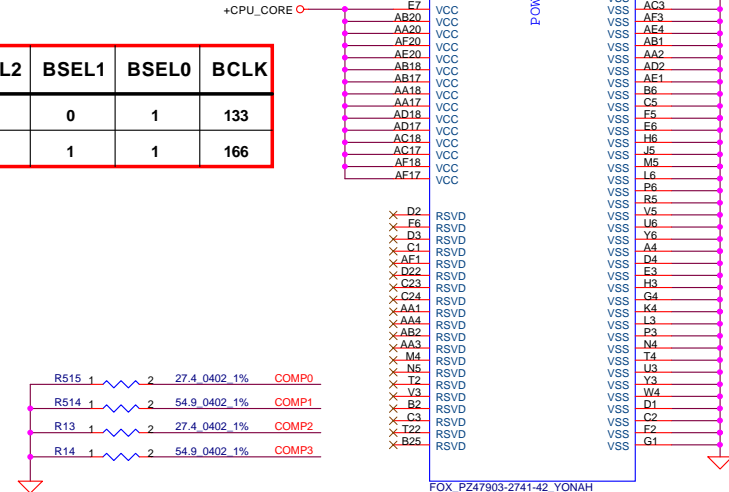 +CPU_CORE
E7 VCC
AB20 VCC
AA20 VCC
AF20 VCC
AE20 VCC
AB18 VCC
AB17 VCC
AA18 VCC
AA17 VCC
AD18 VCC
AD17 VCC
AC18 VCC
AC17 VCC
AF18 VCC
AF17 VCC
VSS AC3
VSS AF3
VSS AE4
VSS AB1
VSS AA2
VSS AD2
VSS AE1
VSS B6
VSS C5
VSS F5
VSS E6
VSS H6
VSS J5
VSS M5
VSS L6
VSS P6
VSS R5
VSS V5
VSS U6
VSS Y6
VSS A4
VSS D4
VSS E3
VSS H3
VSS G4
VSS K4
VSS L3
VSS P3
VSS N4
VSS T4
VSS U3
VSS Y3
VSS W4
VSS D1
VSS C2
VSS F2
VSS G1
L2 BSEL1 BSEL0 BCLK
0 1 133
1 1 166
D2 RSVD
F6 RSVD
D3 RSVD
C1 RSVD
AF1 RSVD
D22 RSVD
C23 RSVD
C24 RSVD
AA1 RSVD
AA4 RSVD
AB2 RSVD
AA3 RSVD
M4 RSVD
N5 RSVD
T2 RSVD
V3 RSVD
B2 RSVD
C3 RSVD
T22 RSVD
B25 RSVD
R515 1 2 27.4_0402_1% COMP0
R514 1 2 54.9_0402_1% COMP1
R13 1 2 27.4_0402_1% COMP2
R14 1 2 54.9_0402_1% COMP3
FOX_PZ47903-2741-42_YONAH